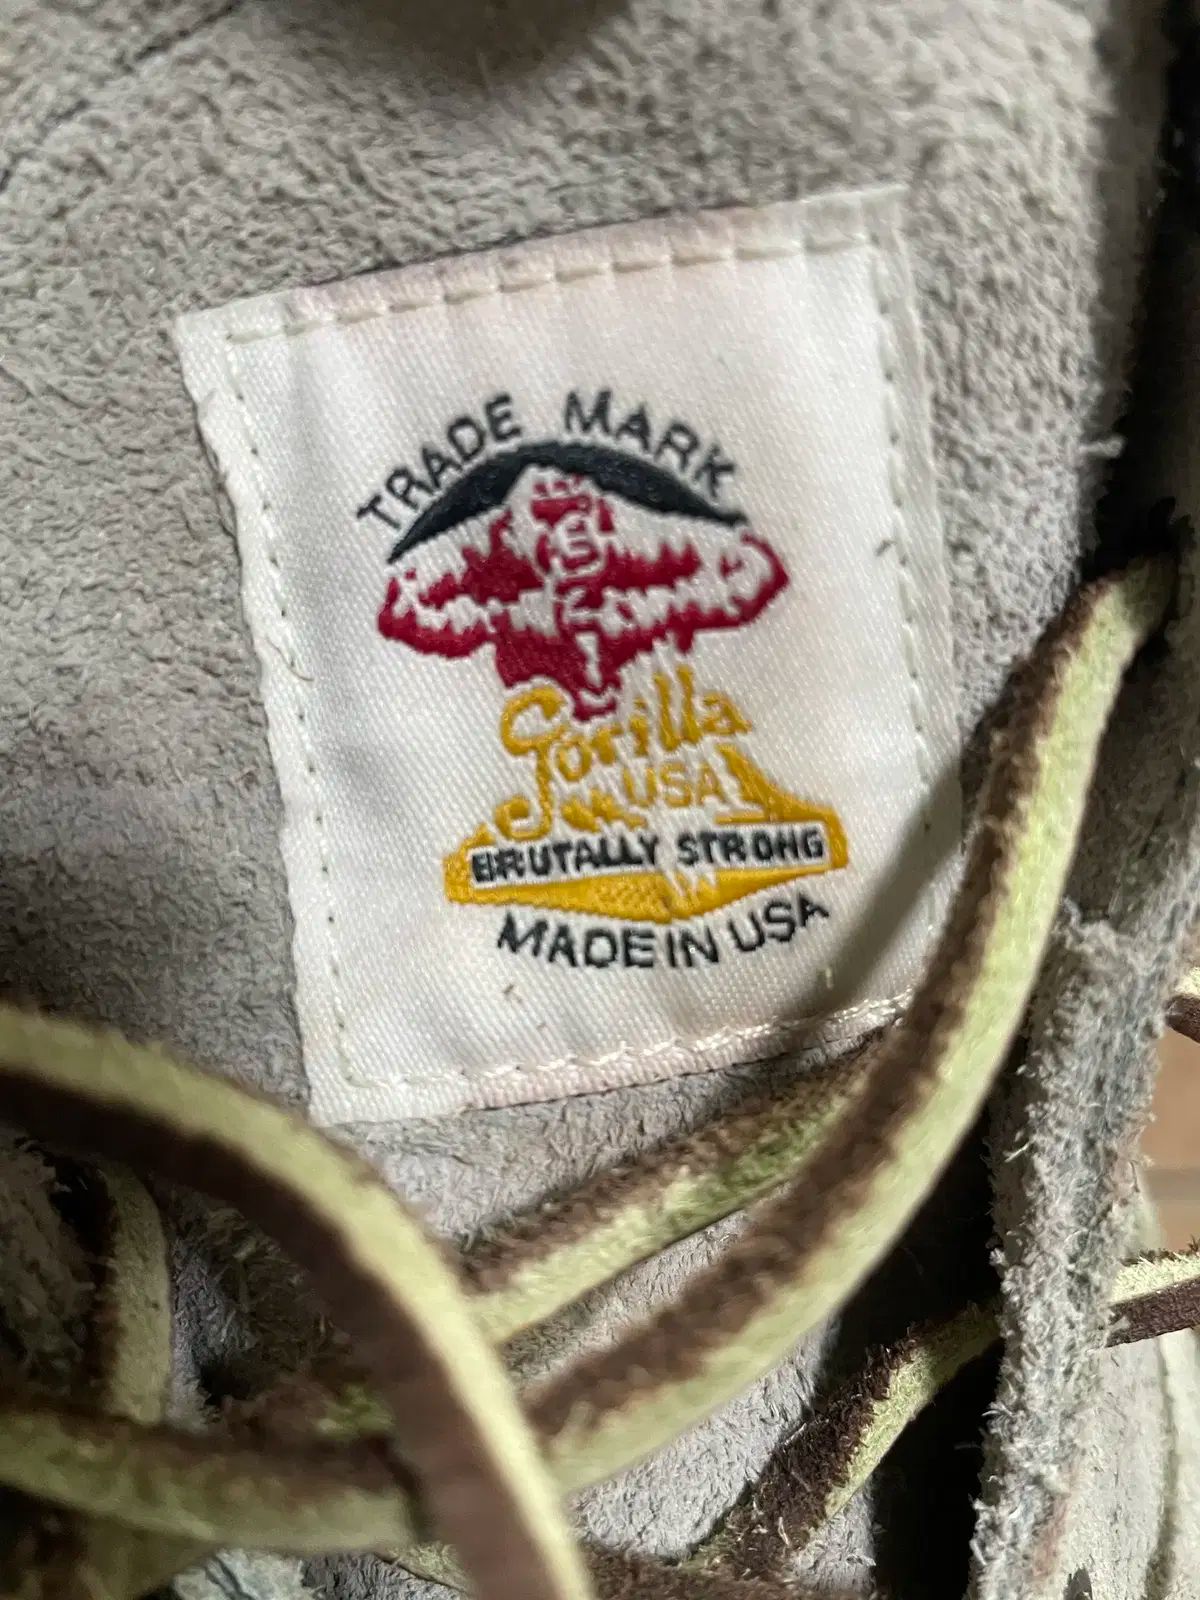 TRADE MARK
Gorilla
USA
BRUTALLY STRONG
MADE IN USA